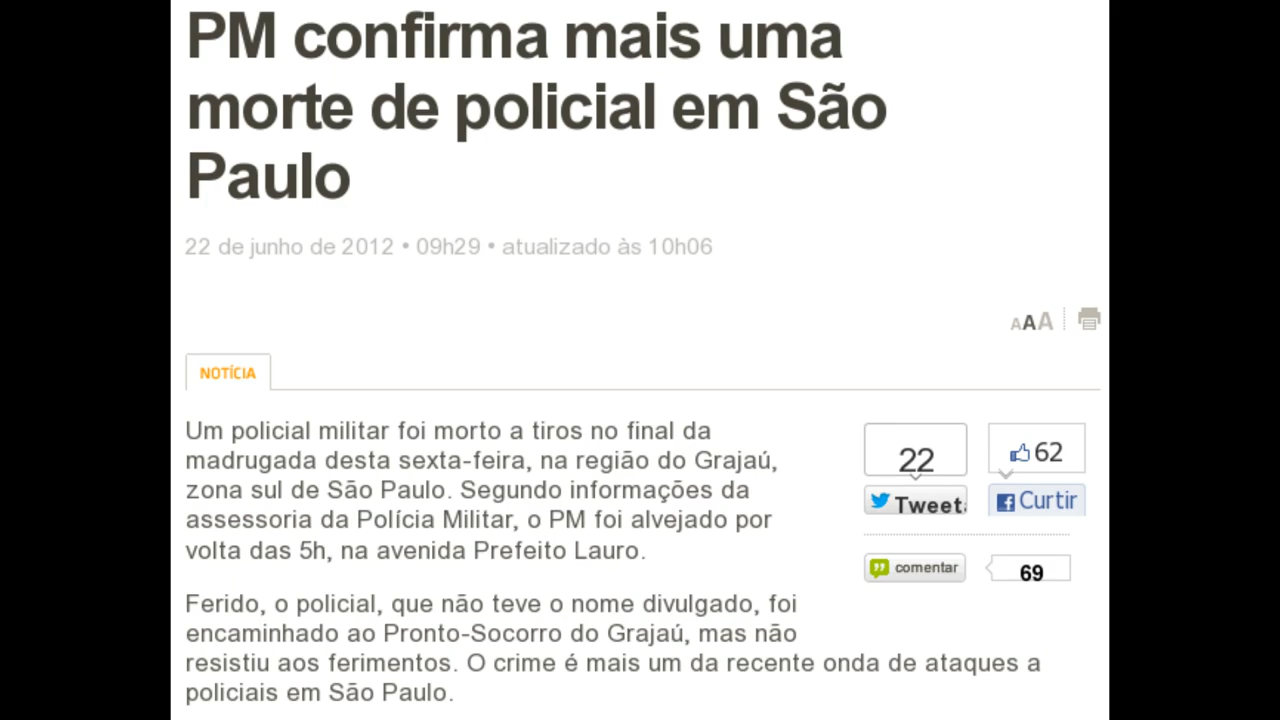 PM confirma mais uma
morte de policial em São
Paulo
22 de junho de 2012 • 09h29 • atualizado às 10h06
AAA
NOTÍCIA
Um policial militar foi morto a tiros no final da
madrugada desta sexta-feira, na região do Grajaú,
zona sul de São Paulo. Segundo informações da
assessoria da Polícia Militar, o PM foi alvejado por
volta das 5h, na avenida Prefeito Lauro.
22
62
Tweet
Curtir
comentar
69
Ferido, o policial, que não teve o nome divulgado, foi
encaminhado ao Pronto-Socorro do Grajaú, mas não
resistiu aos ferimentos. O crime é mais um da recente onda de ataques a
policiais em São Paulo.